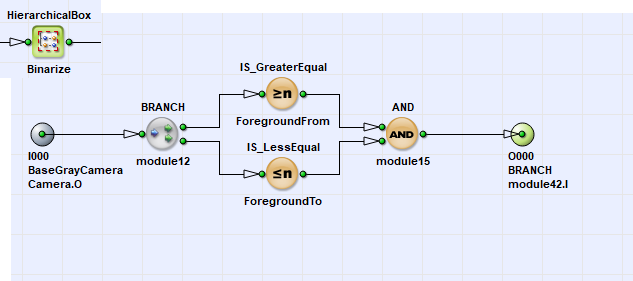 HierarchicalBox
Binarize
IS_GreaterEqual
≥n
ForegroundFrom
BRANCH
module12
AND
AND
module15
IS_LessEqual
≤n
ForegroundTo
I000
BaseGrayCamera
Camera.O
O000
BRANCH
module42.I